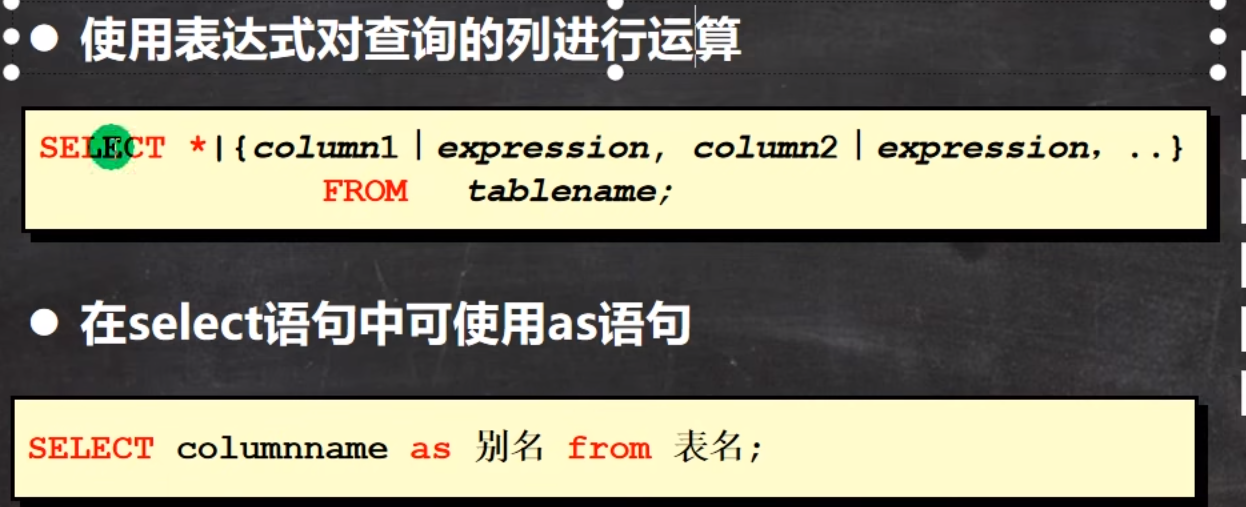 ● 使用表达式对查询的列进行运算
SELECT *|{column1｜expression, column2｜expression，..}
FROM tablename;
● 在select语句中可使用as语句
SELECT columnname as 别名 from 表名;